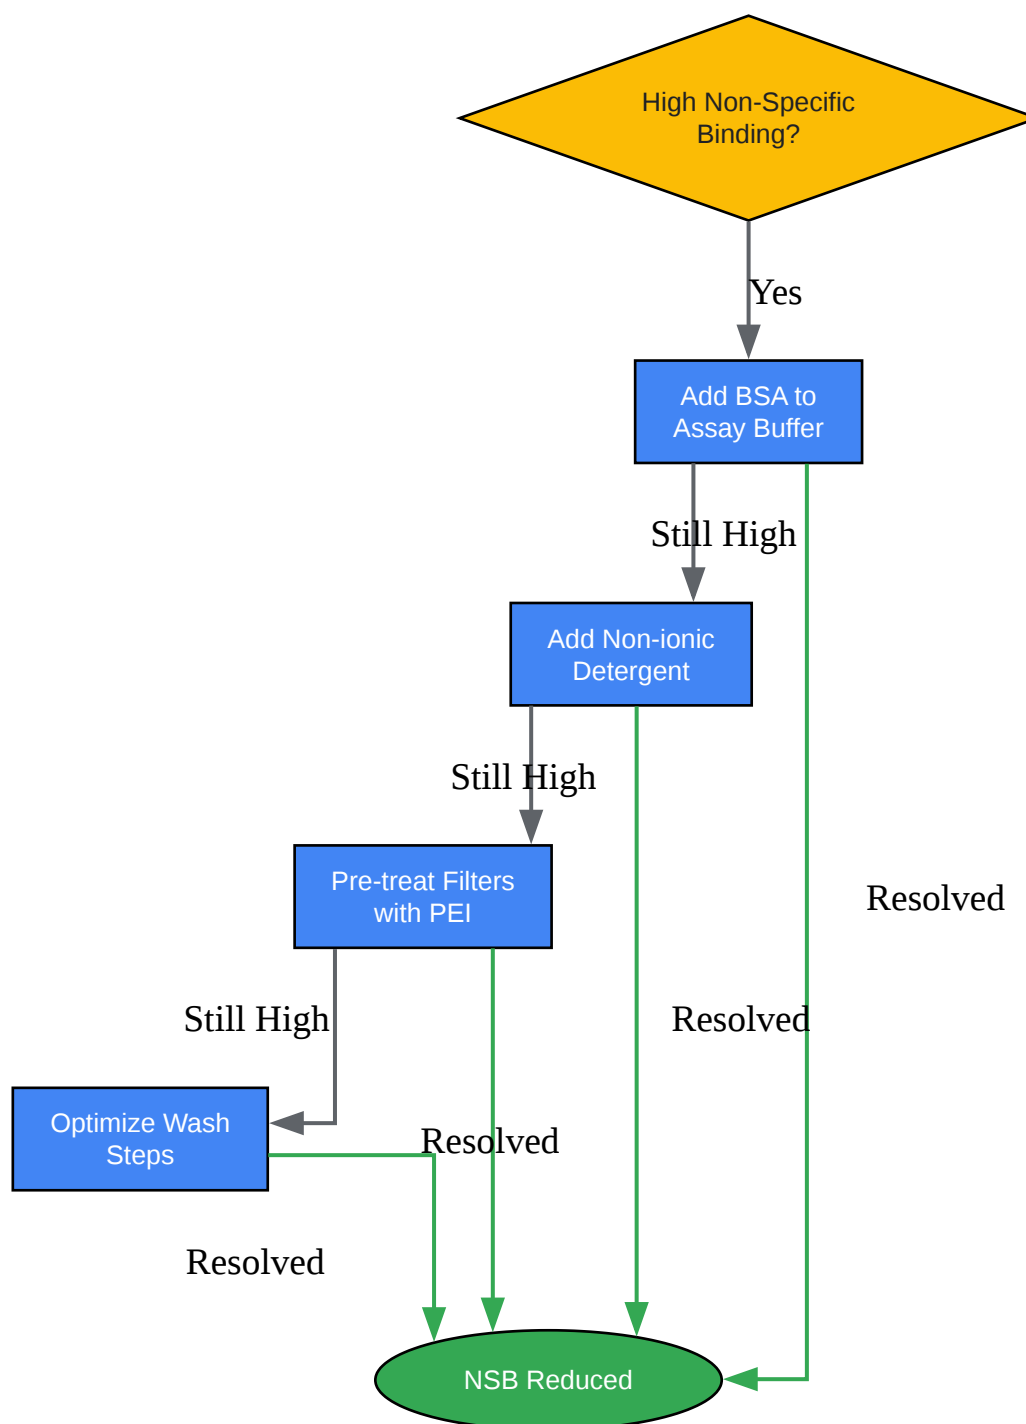 High Non-Specific
Binding?
Yes
Add BSA to
Assay Buffer
Still High
Add Non-ionic
Detergent
Still High
Pre-treat Filters
with PEI
Resolved
Still High
Resolved
Optimize Wash
Steps
Resolved
Resolved
NSB Reduced